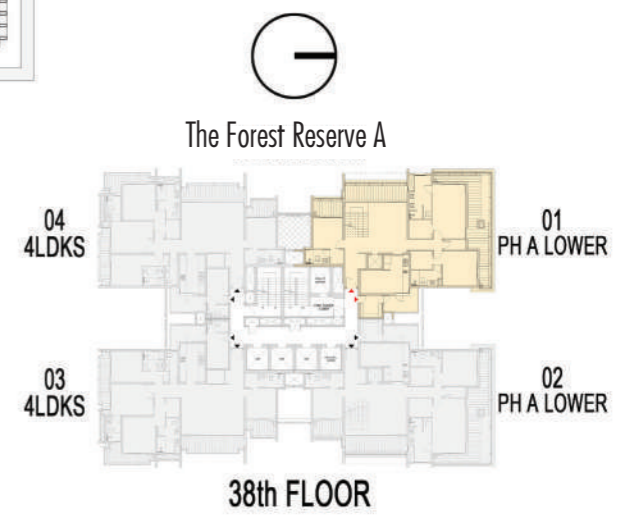 The Forest Reserve A
04
4LDKS
01
PH A LOWER
03
4LDKS
02
PH A LOWER
38th FLOOR